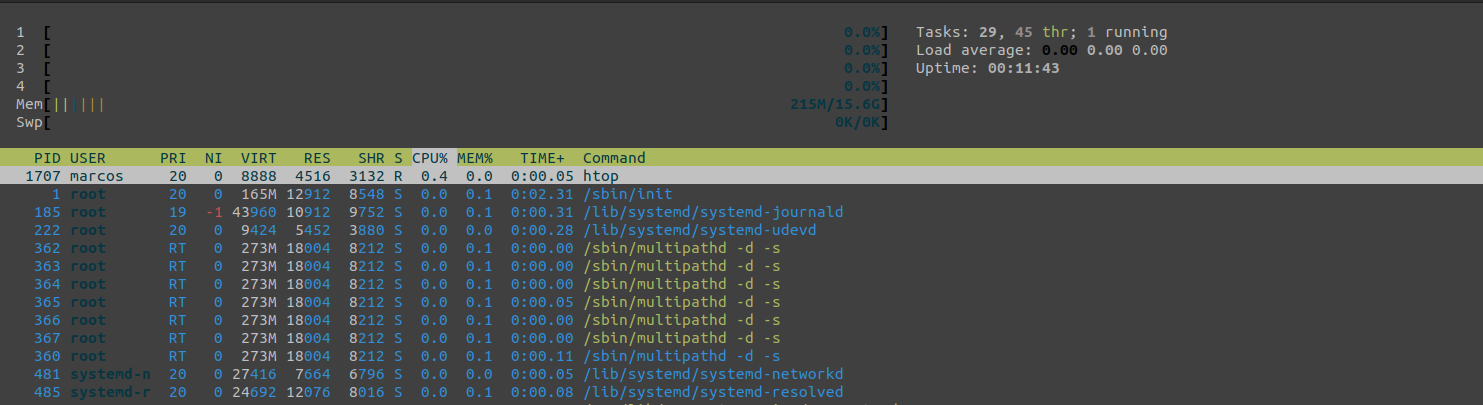 1 [ 0.0%] Tasks: 29, 45 thr; 1 running
2 [ 0.0%] Load average: 0.00 0.00 0.00
3 [ 0.0%] Uptime: 00:11:43
4 [ 0.0%]
Mem[||||||| 215M/15.6G]
Swp[ 0K/0K]
PID USER PRI NI VIRT RES SHR S CPU% MEM% TIME+ Command
1707 marcos 20 0 8888 4516 3132 R 0.4 0.0 0:00.05 htop
1 root 20 0 165M 12912 8548 S 0.0 0.1 0:02.31 /sbin/init
185 root 19 -1 43960 10912 9752 S 0.0 0.1 0:00.31 /lib/systemd/systemd-journald
222 root 20 0 9424 5452 3880 S 0.0 0.0 0:00.28 /lib/systemd/systemd-udevd
362 root RT 0 273M 18004 8212 S 0.0 0.1 0:00.00 /sbin/multipathd -d -s
363 root RT 0 273M 18004 8212 S 0.0 0.1 0:00.00 /sbin/multipathd -d -s
364 root RT 0 273M 18004 8212 S 0.0 0.1 0:00.00 /sbin/multipathd -d -s
365 root RT 0 273M 18004 8212 S 0.0 0.1 0:00.05 /sbin/multipathd -d -s
366 root RT 0 273M 18004 8212 S 0.0 0.1 0:00.00 /sbin/multipathd -d -s
367 root RT 0 273M 18004 8212 S 0.0 0.1 0:00.00 /sbin/multipathd -d -s
360 root RT 0 273M 18004 8212 S 0.0 0.1 0:00.11 /sbin/multipathd -d -s
481 systemd-n 20 0 27416 7664 6796 S 0.0 0.0 0:00.05 /lib/systemd/systemd-networkd
485 systemd-r 20 0 24692 12076 8016 S 0.0 0.1 0:00.08 /lib/systemd/systemd-resolved